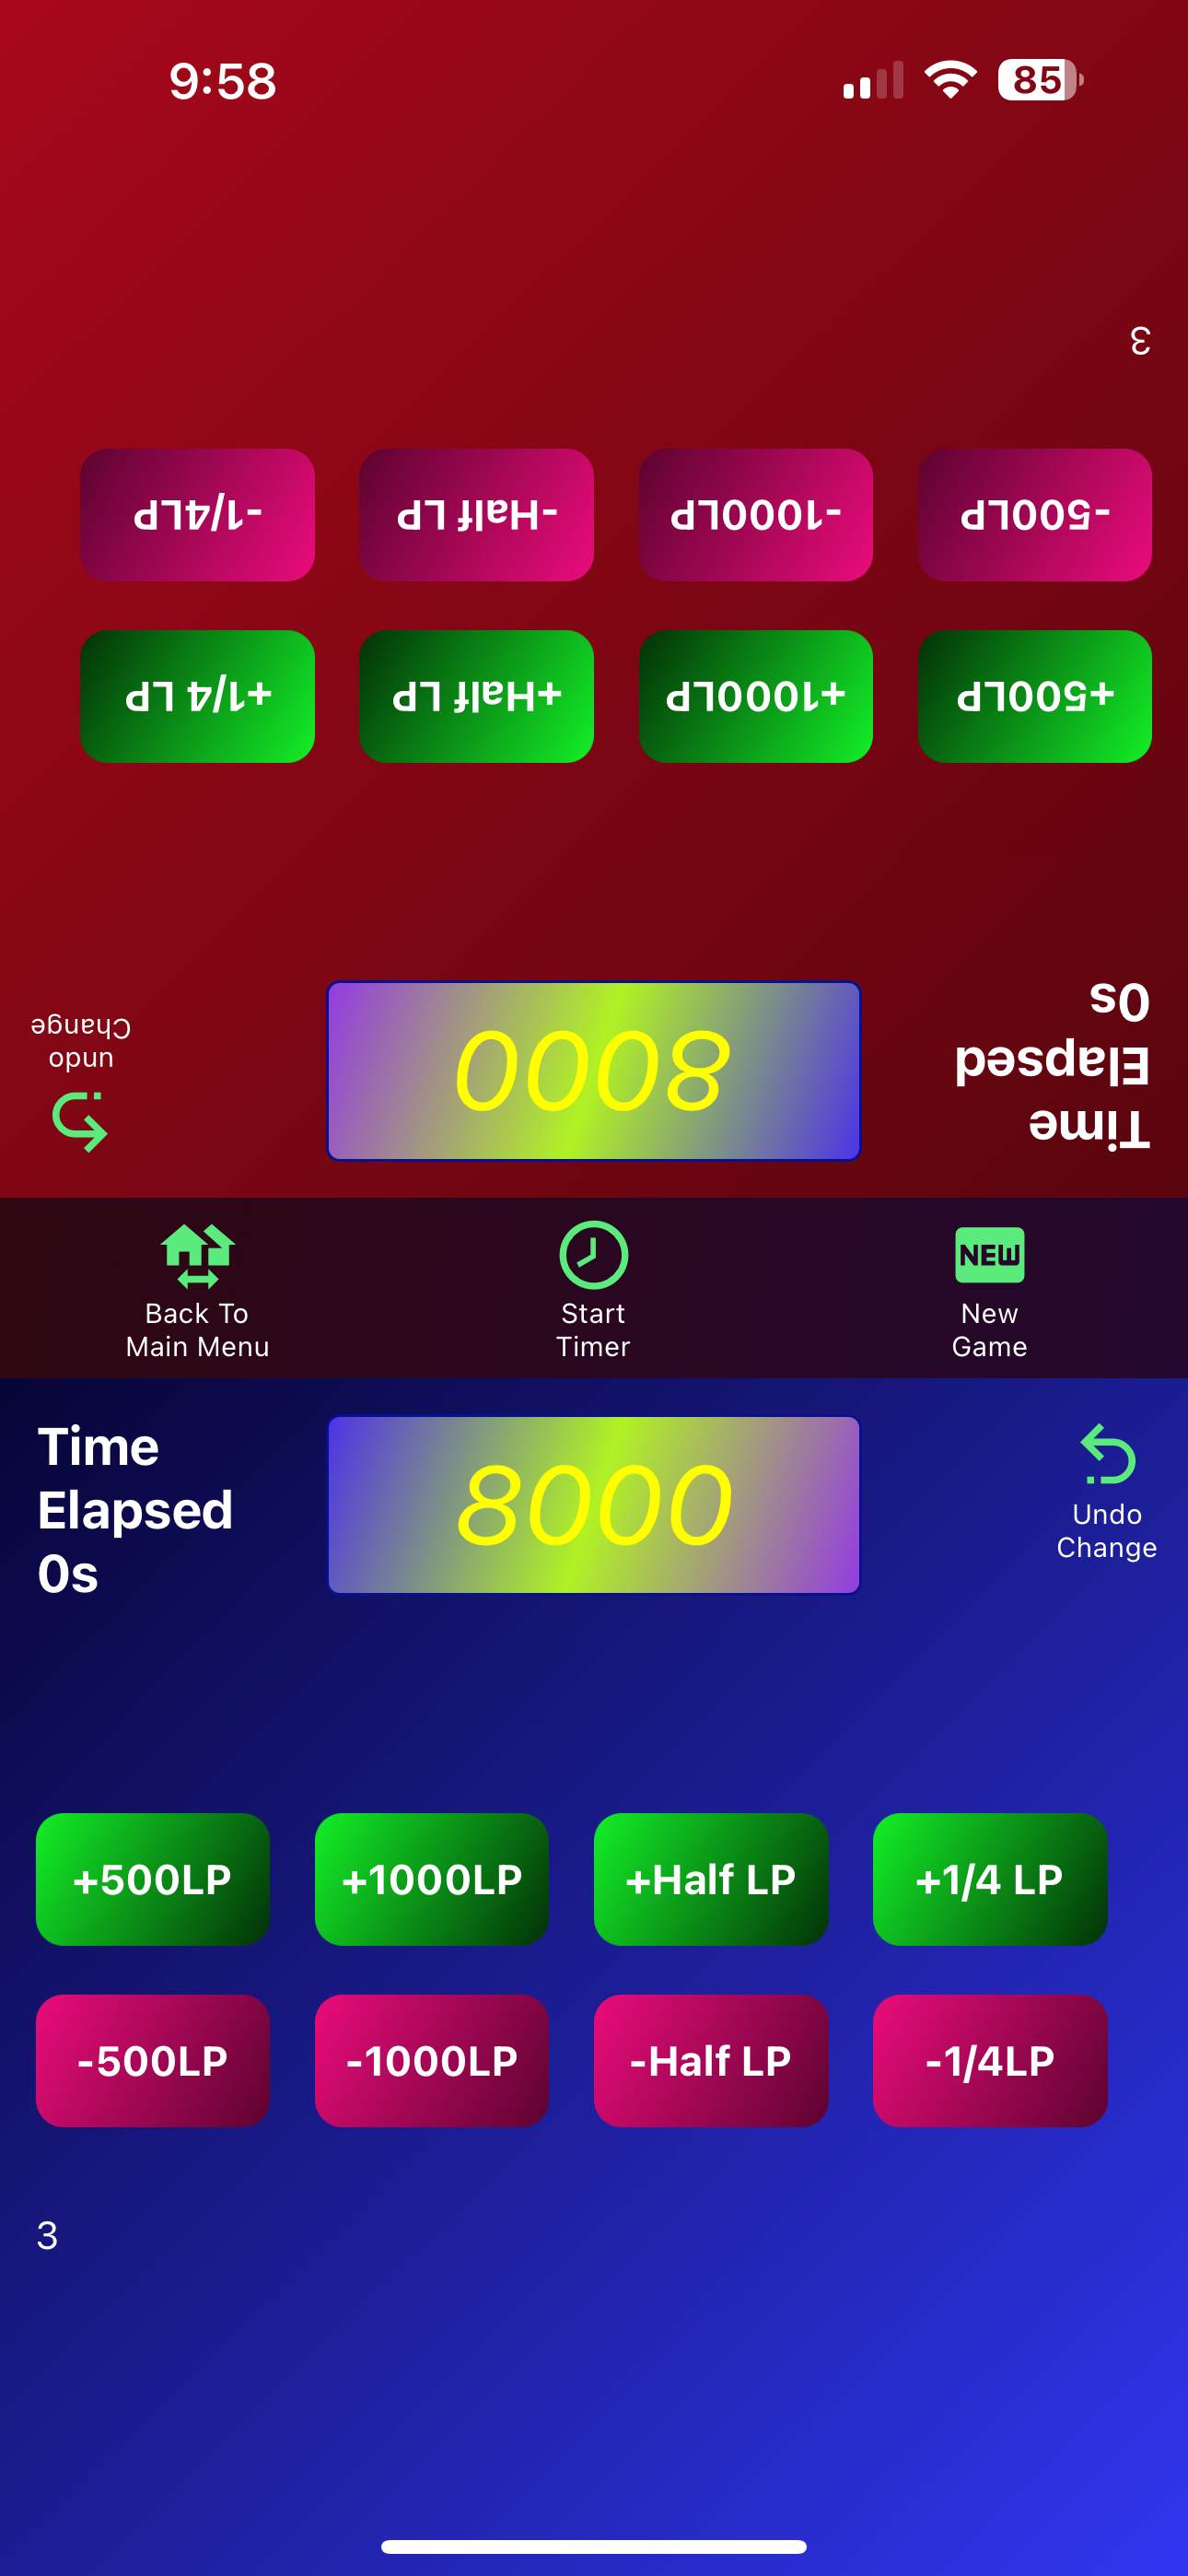 9:58
85
3
-1/4LP
-Half LP
-1000LP
-500LP
+1/4 LP
+Half LP
+1000LP
+500LP
undo
Change
8000
Time
Elapsed
0s
NEW
Back To
Main Menu
Start
Timer
New
Game
Time
Elapsed
0s
8000
Undo
Change
+500LP
+1000LP
+Half LP
+1/4 LP
-500LP
-1000LP
-Half LP
-1/4LP
3